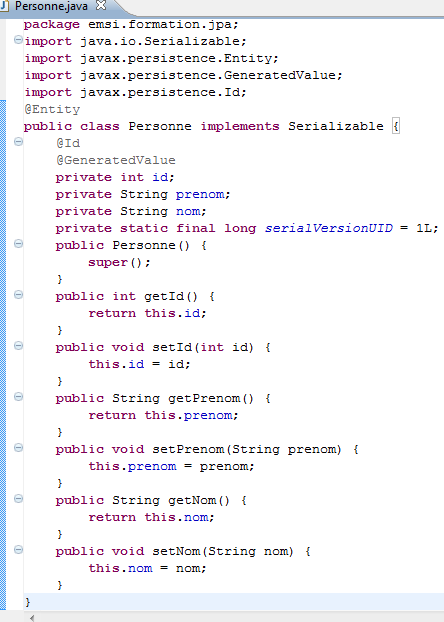 Personne.java
package emsi.formation.jpa;
import java.io.Serializable;
import javax.persistence.Entity;
import javax.persistence.GeneratedValue;
import javax.persistence.Id;
@Entity
public class Personne implements Serializable {
    @Id
    @GeneratedValue
    private int id;
    private String prenom;
    private String nom;
    private static final long serialVersionUID = 1L;
    public Personne() {
        super();
    }
    public int getId() {
        return this.id;
    }
    public void setId(int id) {
        this.id = id;
    }
    public String getPrenom() {
        return this.prenom;
    }
    public void setPrenom(String prenom) {
        this.prenom = prenom;
    }
    public String getNom() {
        return this.nom;
    }
    public void setNom(String nom) {
        this.nom = nom;
    }
}